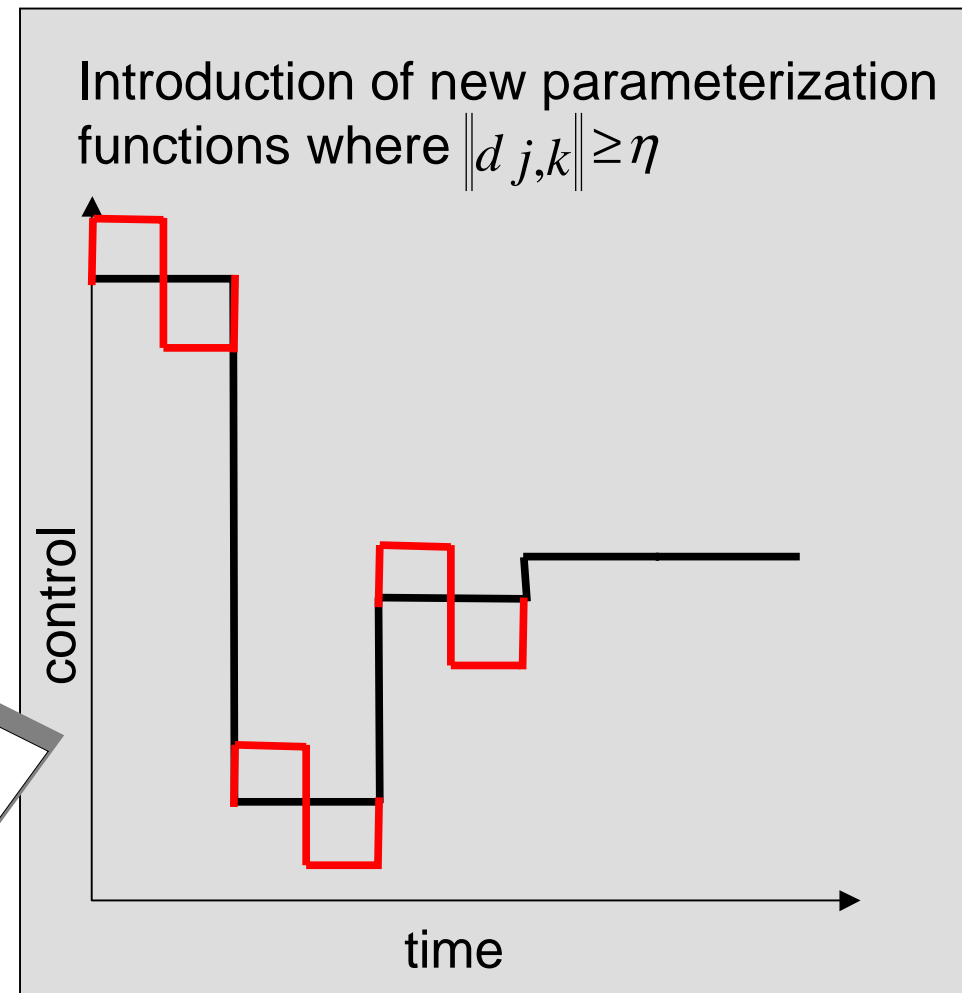 Introduction of new parameterization
functions where ‖d j,k‖ ≥ η
control
time